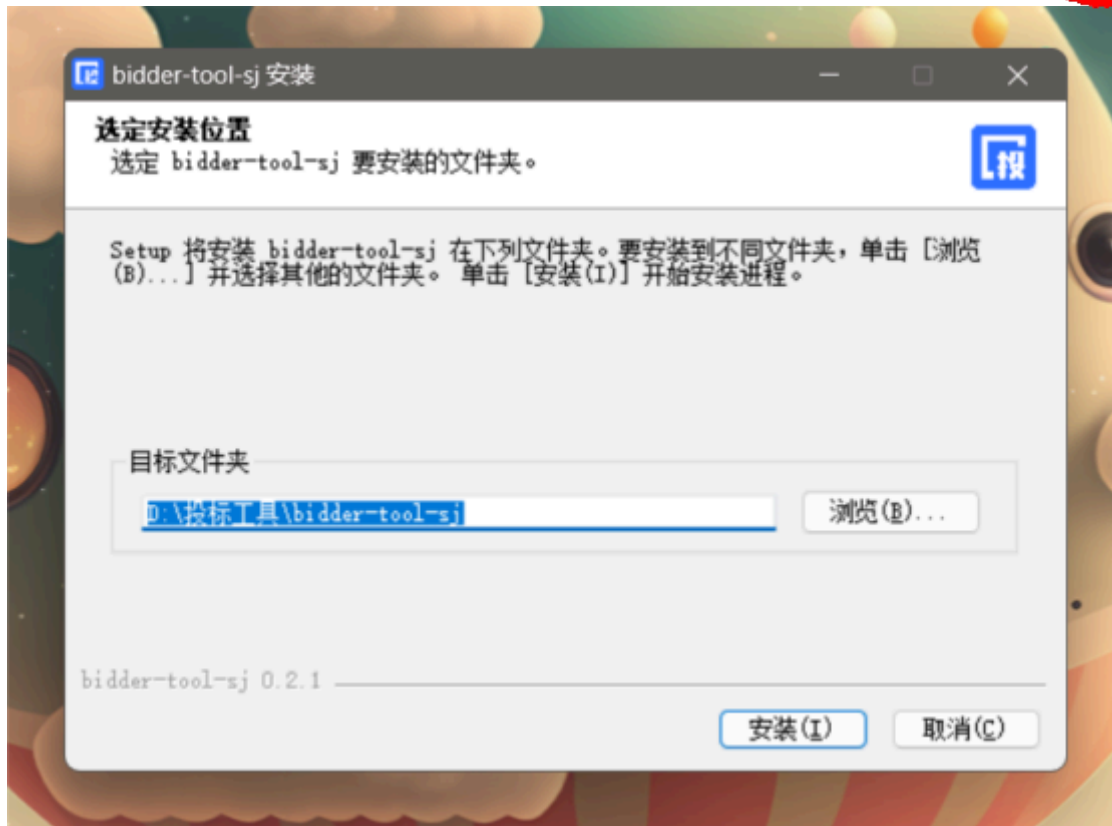 bidder-tool-sj 安装
选定安装位置
选定 bidder-tool-sj 要安装的文件夹。
投
Setup 将安装 bidder-tool-sj 在下列文件夹。要安装到不同文件夹，单击 [浏览
(B)...] 并选择其他的文件夹。 单击 [安装(I)] 开始安装进程。
目标文件夹
D:\投标工具\bidder-tool-sj
浏览(B)...
bidder-tool-sj 0.2.1
安装(I)
取消(C)